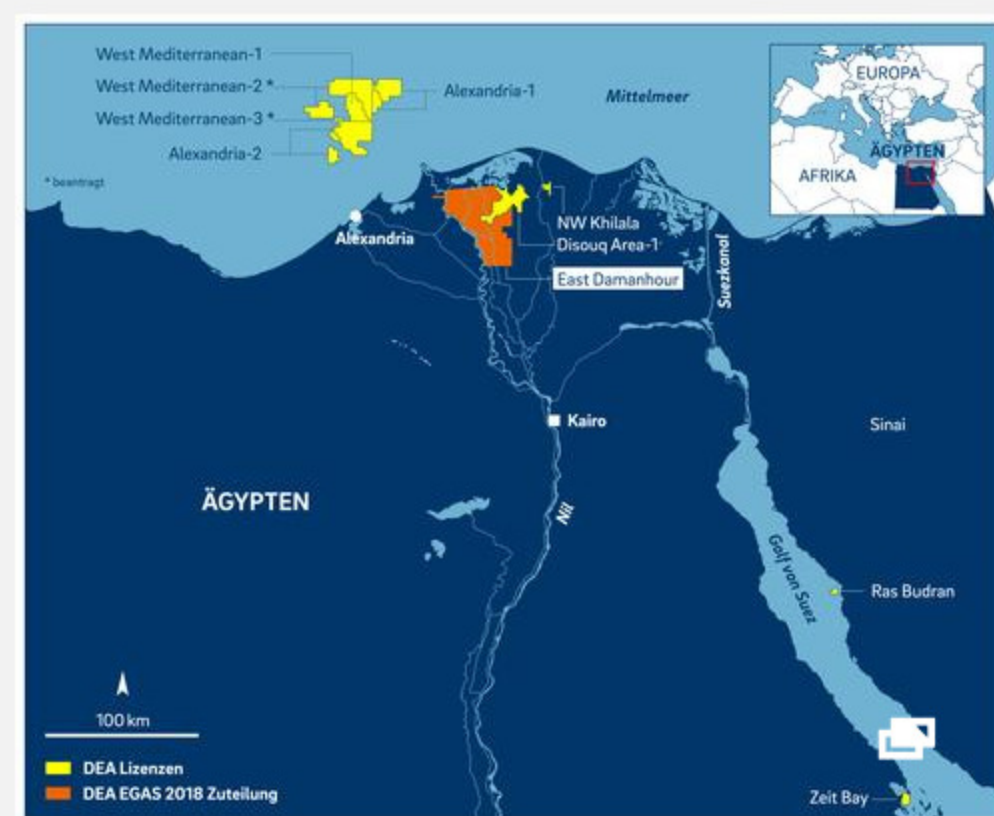 West Mediterranean-1
West Mediterranean-2 *
West Mediterranean-3 *
Alexandria-2
Alexandria-1
* beantragt
Mittelmeer
EUROPA
ÄGYPTEN
AFRIKA
Alexandria
NW Khilala
Disouq Area-1
East Damanhour
Suezkanal
Kairo
Sinai
ÄGYPTEN
Nil
Golf von Suez
Ras Budran
100 km
DEA Lizenzen
DEA EGAS 2018 Zuteilung
Zeit Bay